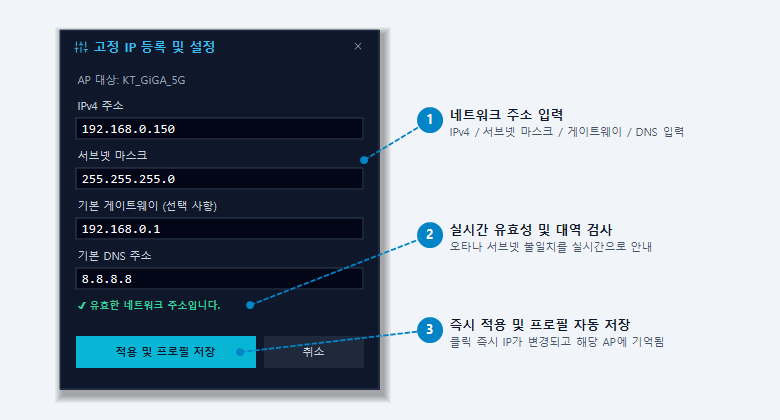 고정 IP 등록 및 설정
AP 대상: KT_GiGA_5G
IPv4 주소
192.168.0.150
서브넷 마스크
255.255.255.0
기본 게이트웨이 (선택 사항)
192.168.0.1
기본 DNS 주소
8.8.8.8
✔ 유효한 네트워크 주소입니다.
적용 및 프로필 저장
취소
1 네트워크 주소 입력
IPv4 / 서브넷 마스크 / 게이트웨이 / DNS 입력
2 실시간 유효성 및 대역 검사
오타나 서브넷 불일치를 실시간으로 안내
3 즉시 적용 및 프로필 자동 저장
클릭 즉시 IP가 변경되고 해당 AP에 기억됨